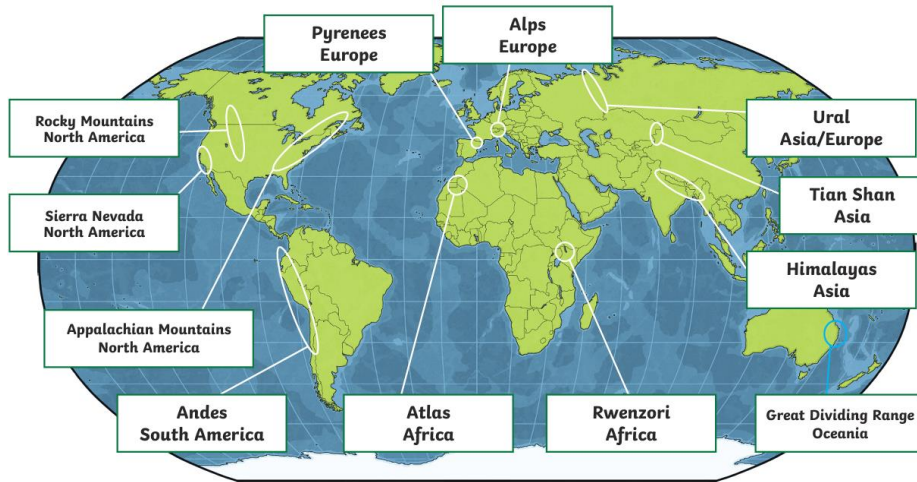 Pyrenees
Europe
Alps
Europe
Rocky Mountains
North America
Ural
Asia/Europe
Sierra Nevada
North America
Tian Shan
Asia
Himalayas
Asia
Appalachian Mountains
North America
Andes
South America
Atlas
Africa
Rwenzori
Africa
Great Dividing Range
Oceania